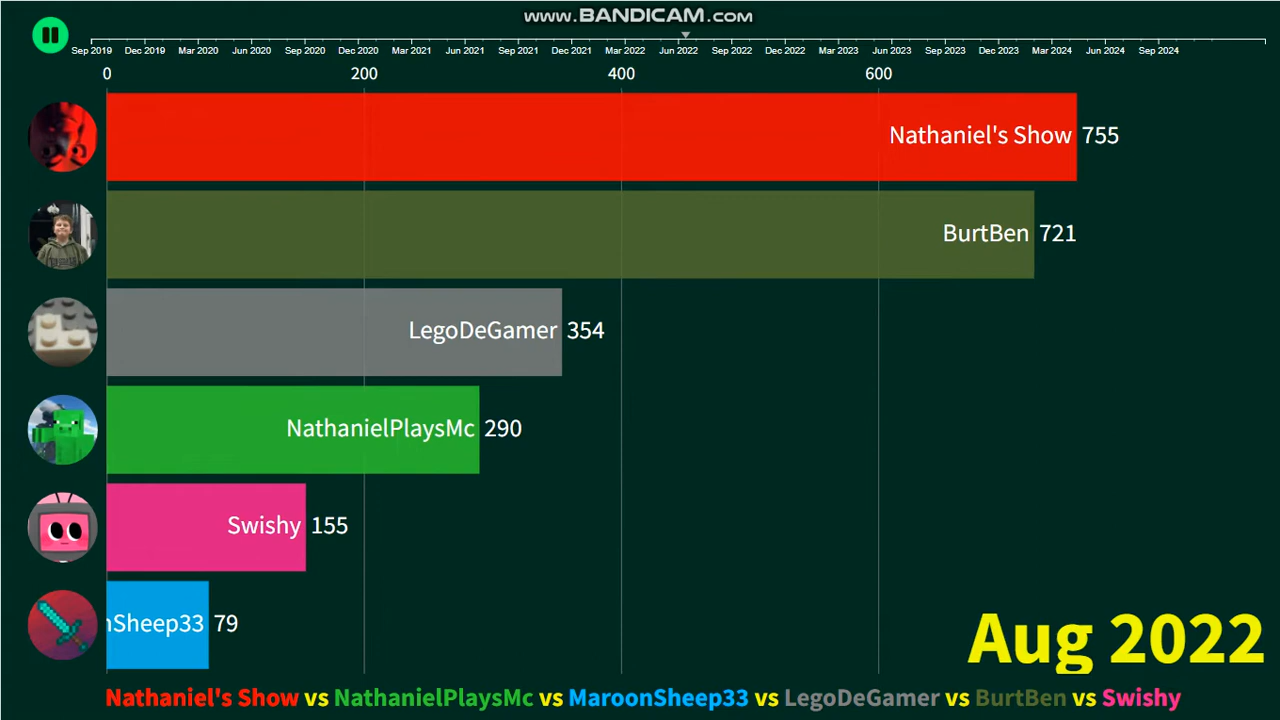 www.BANDICAM.com
Sep 2019 Dec 2019 Mar 2020 Jun 2020 Sep 2020 Dec 2020 Mar 2021 Jun 2021 Sep 2021 Dec 2021 Mar 2022 Jun 2022 Sep 2022 Dec 2022 Mar 2023 Jun 2023 Sep 2023 Dec 2023 Mar 2024 Jun 2024 Sep 2024
0 200 400 600
Nathaniel's Show 755
BurtBen 721
LegoDeGamer 354
NathanielPlaysMc 290
Swishy 155
nSheep33 79
Aug 2022
Nathaniel's Show vs NathanielPlaysMc vs MaroonSheep33 vs LegoDeGamer vs BurtBen vs Swishy